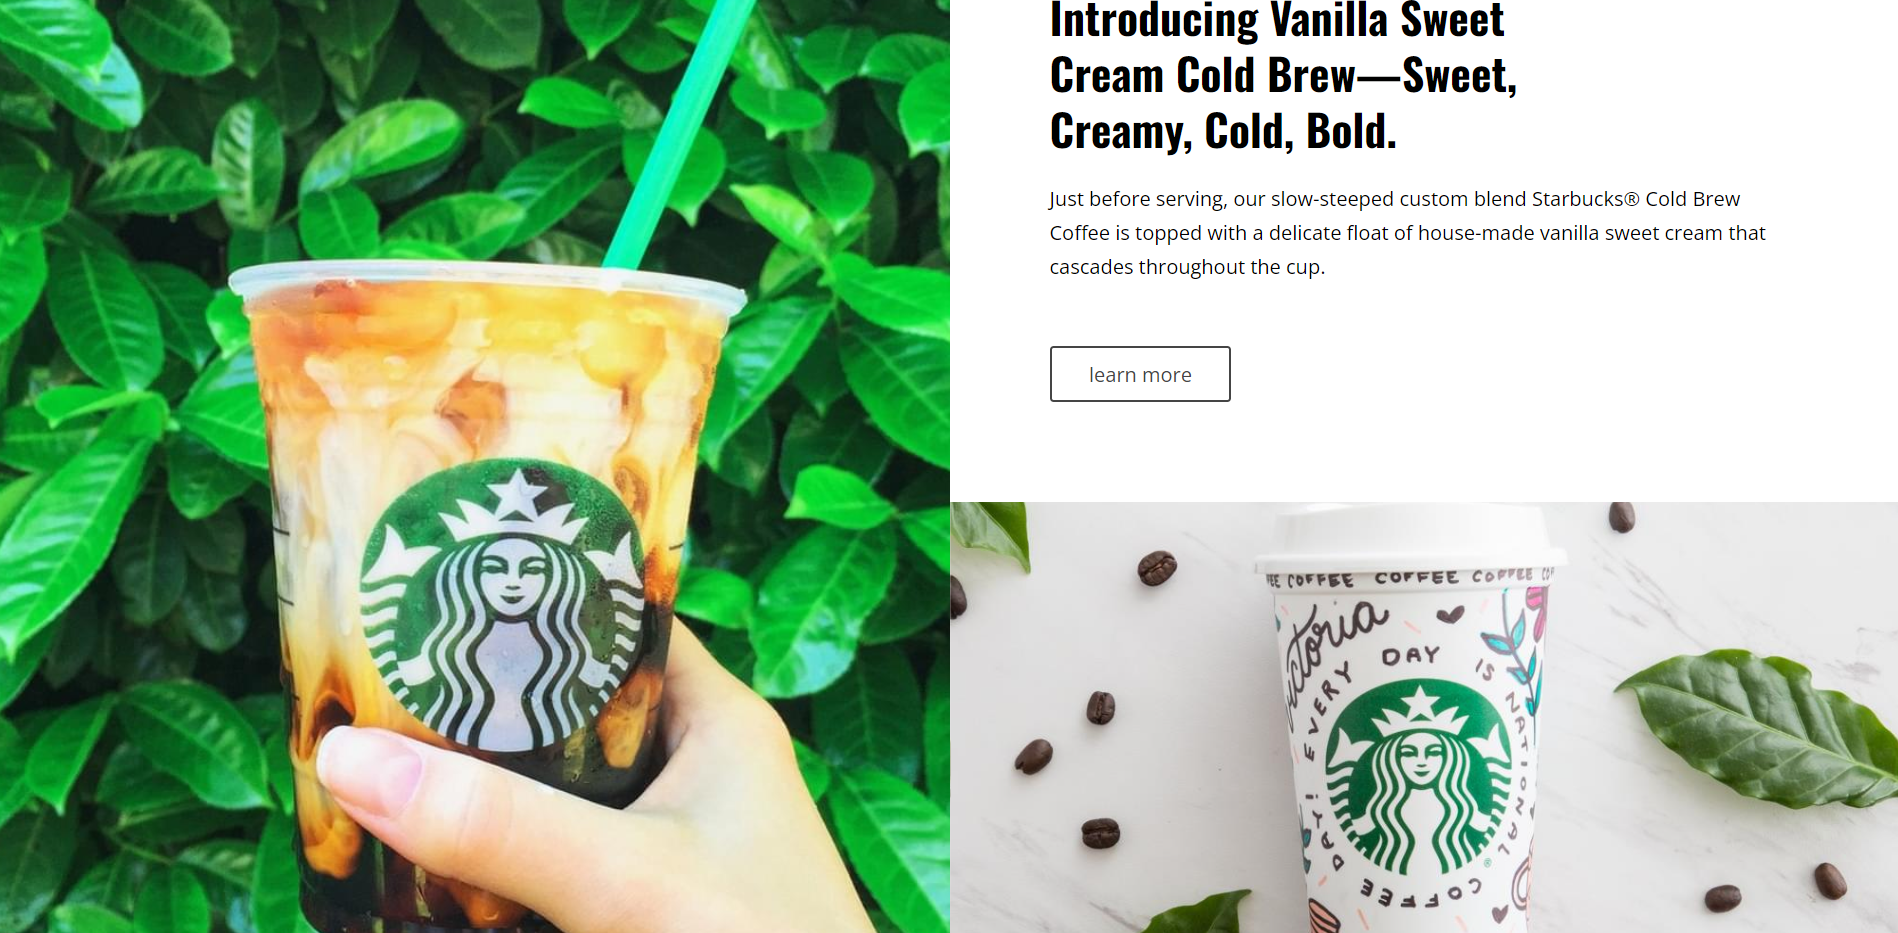 Introducing Vanilla Sweet
Cream Cold Brew—Sweet,
Creamy, Cold, Bold.
Just before serving, our slow-steeped custom blend Starbucks® Cold Brew
Coffee is topped with a delicate float of house-made vanilla sweet cream that
cascades throughout the cup.
learn more
COFFEE COFFEE COFFEE
Victoria
EVERY DAY IS NATIONAL
COFFEE DAY!
®